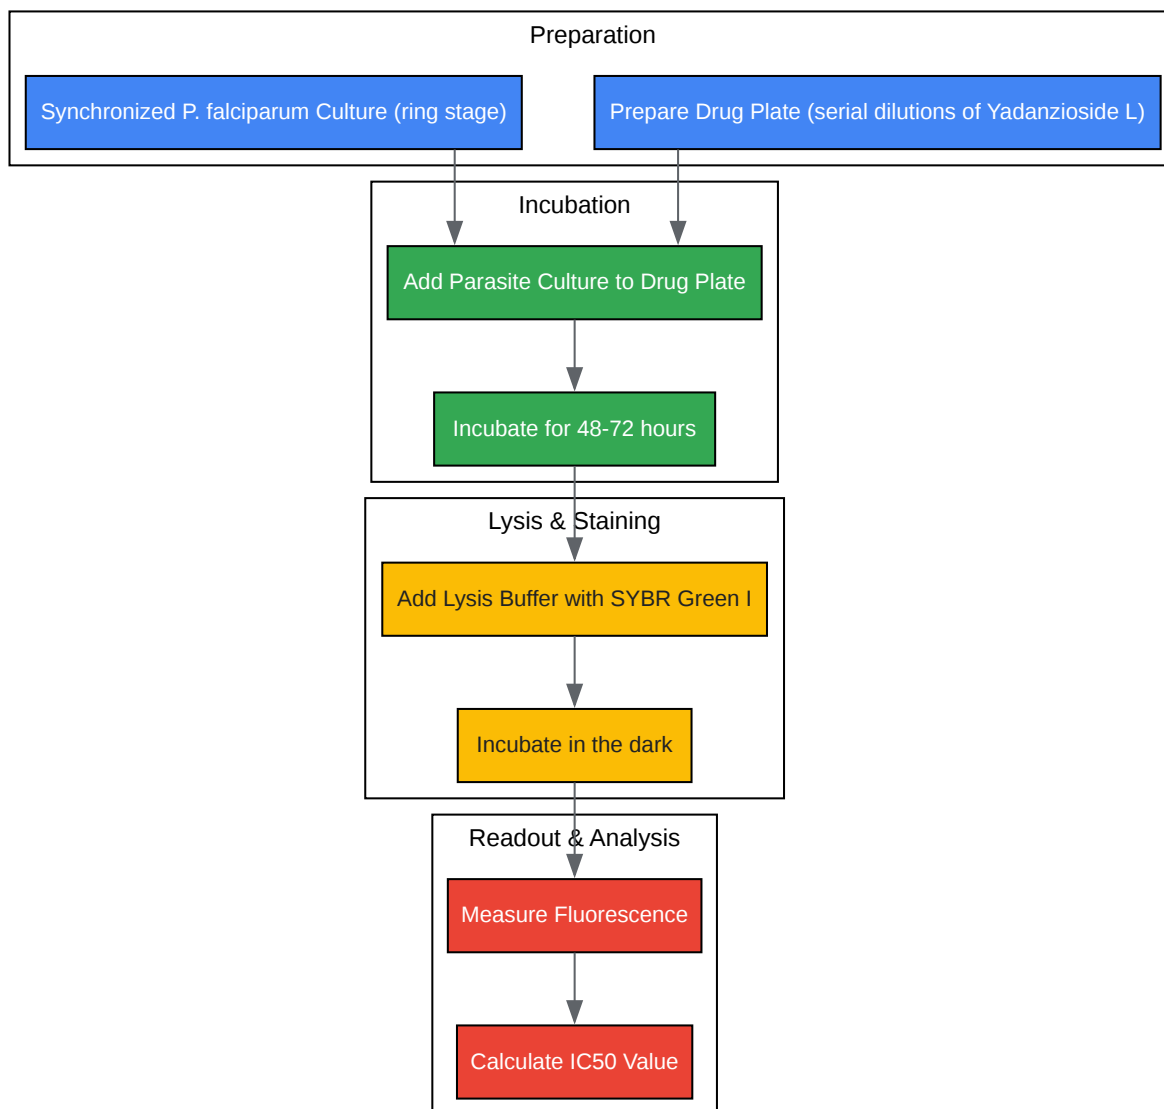 Preparation
Synchronized P. falciparum Culture (ring stage)
Prepare Drug Plate (serial dilutions of Yadanzioside L)
Incubation
Add Parasite Culture to Drug Plate
Incubate for 48-72 hours
Lysis & Staining
Add Lysis Buffer with SYBR Green I
Incubate in the dark
Readout & Analysis
Measure Fluorescence
Calculate IC50 Value